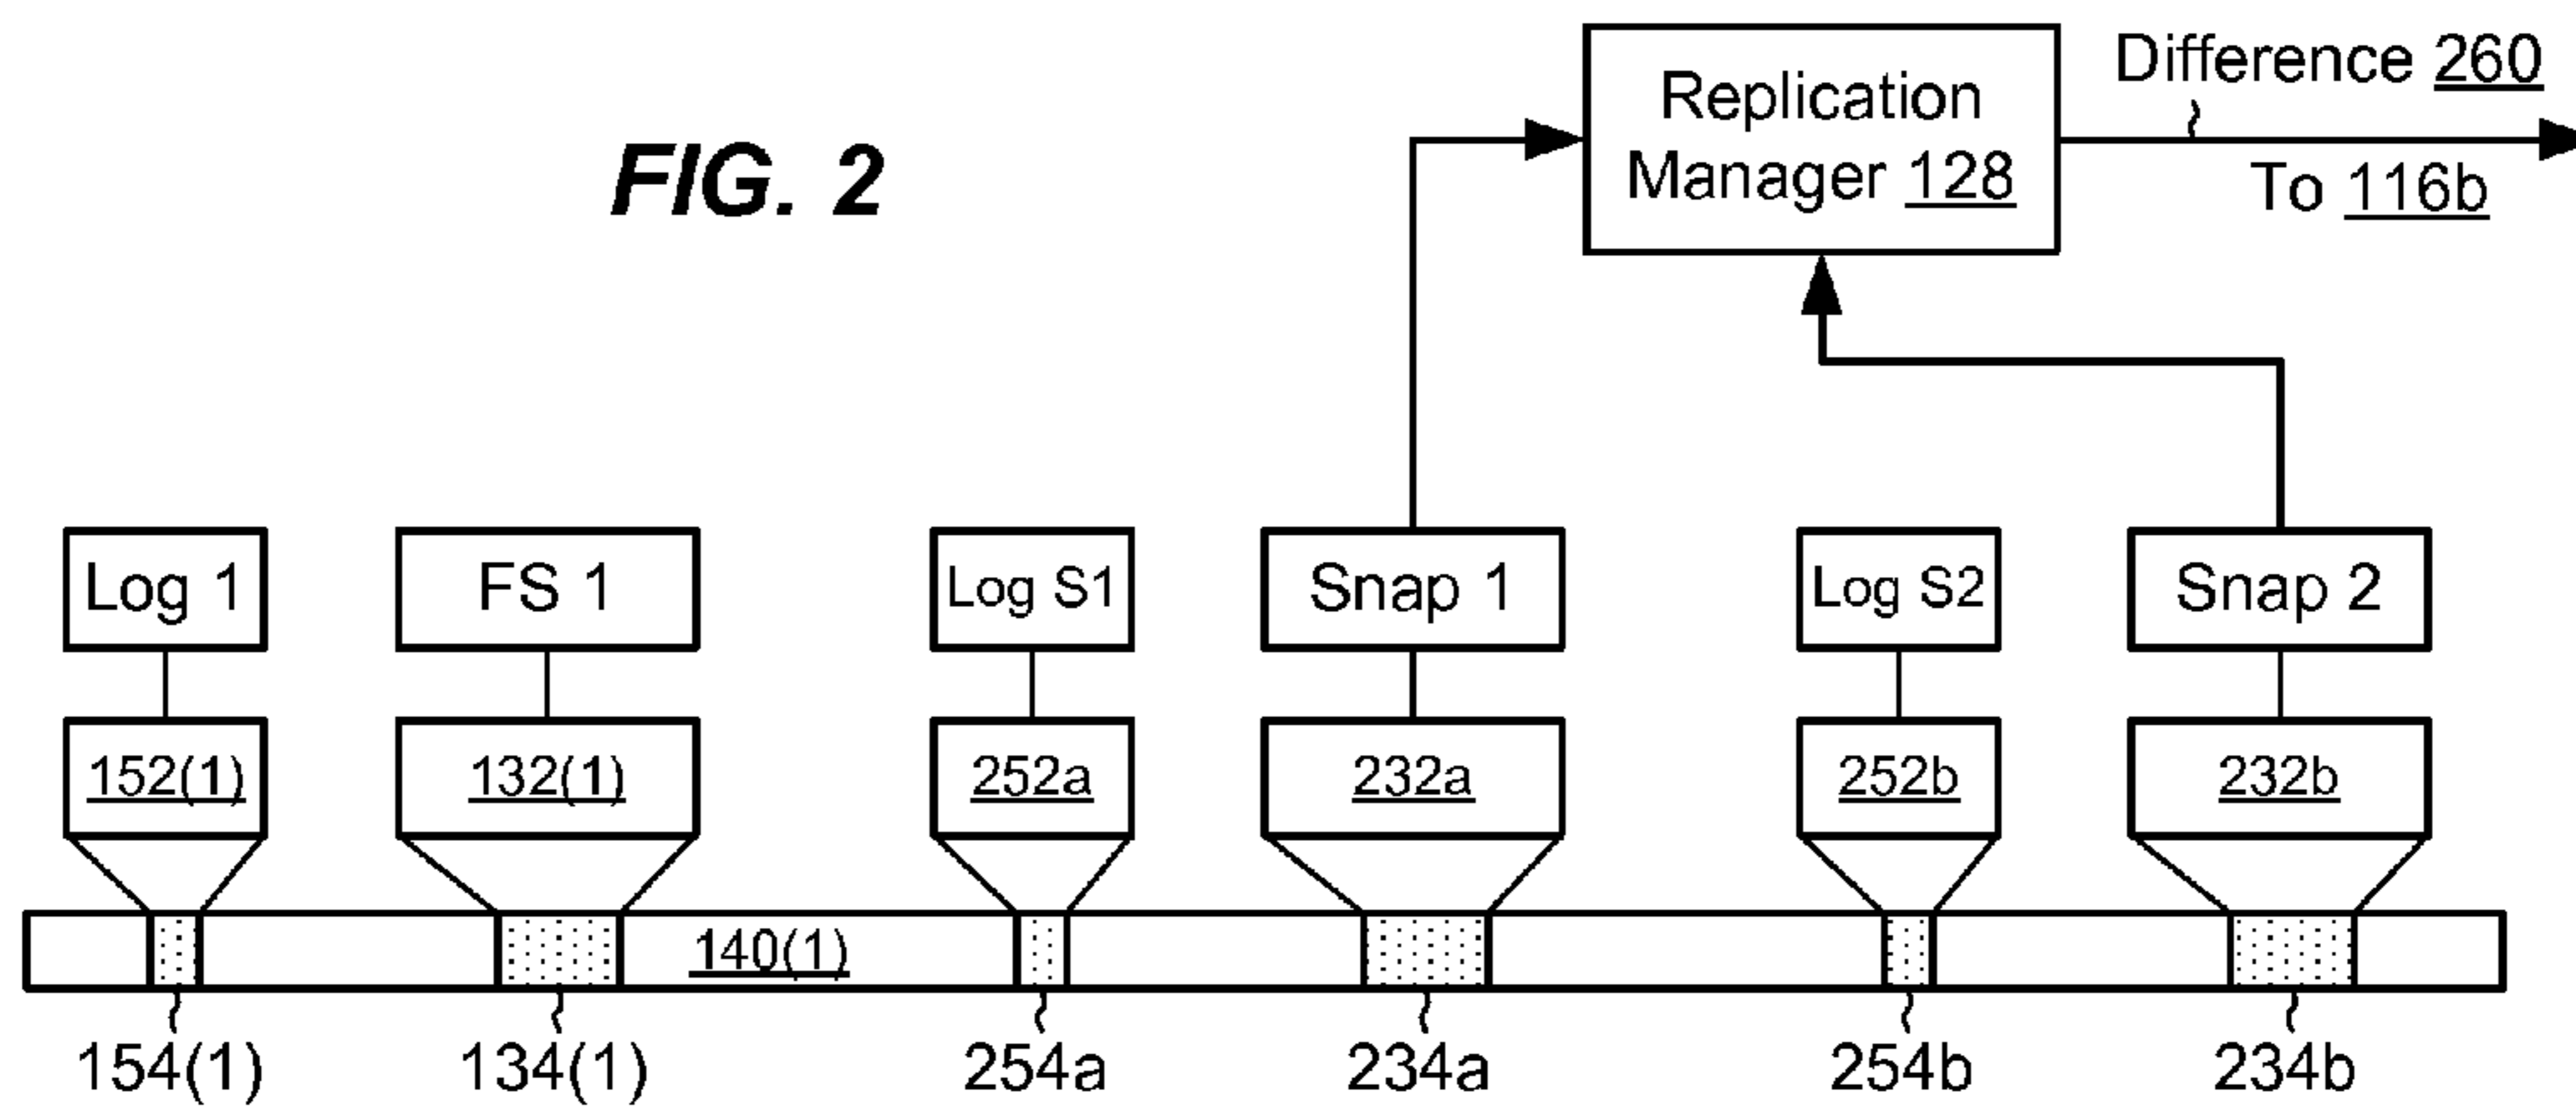 FIG. 2
Replication
Manager 128
Difference 260
To 116b
Log 1
FS 1
Log S1
Snap 1
Log S2
Snap 2
152(1)
132(1)
252a
232a
252b
232b
140(1)
154(1)
134(1)
254a
234a
254b
234b